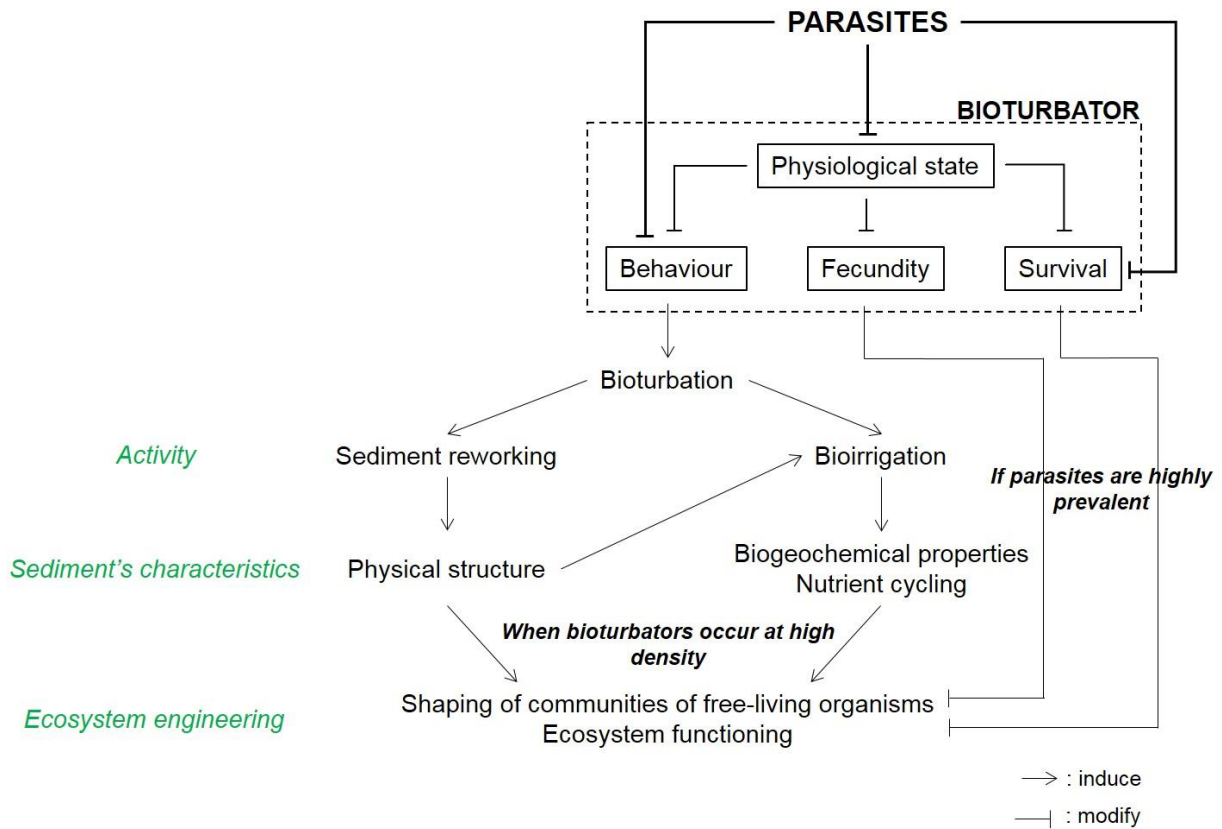 PARASITES
BIOTURBATOR
Physiological state
Behaviour
Fecundity
Survival
Bioturbation
Activity
Sediment reworking
Bioirrigation
If parasites are highly
prevalent
Sediment's characteristics
Physical structure
Biogeochemical properties
Nutrient cycling
When bioturbators occur at high
density
Ecosystem engineering
Shaping of communities of free-living organisms
Ecosystem functioning
: induce
: modify